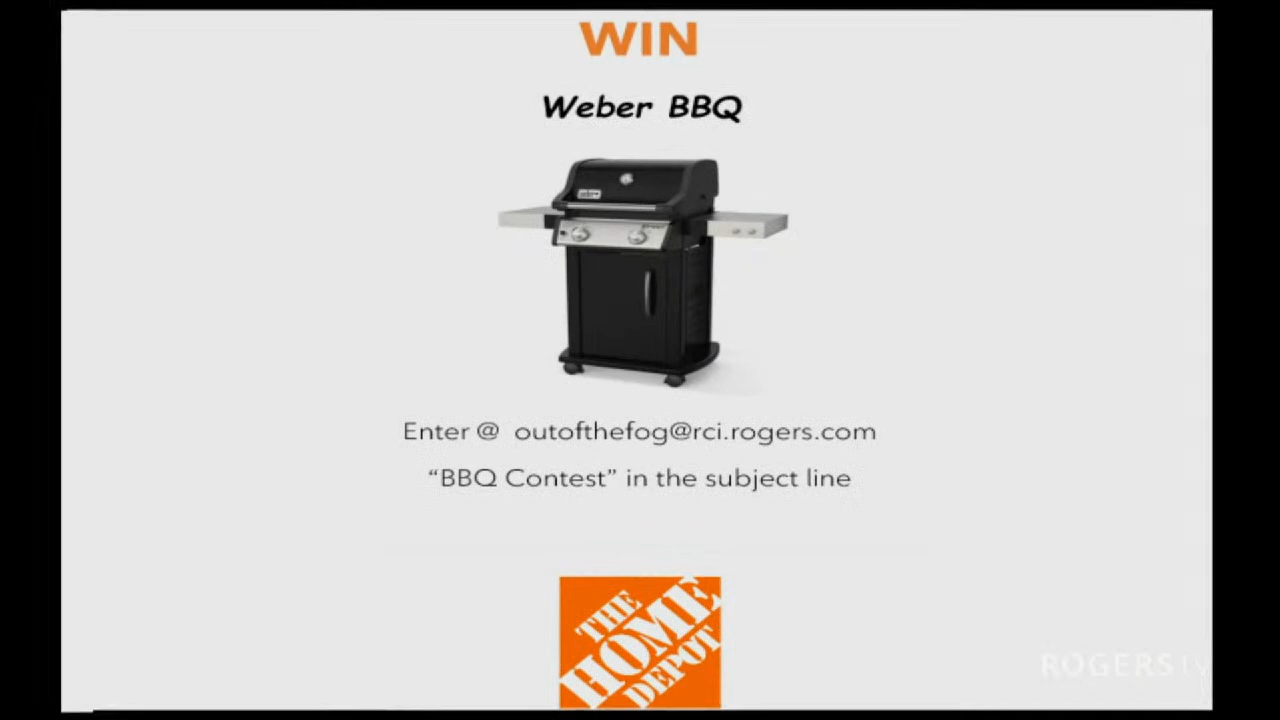 WIN
Weber BBQ
Enter @ outofthefog@rci.rogers.com
“BBQ Contest” in the subject line
THE
HOME
DEPOT
ROGERS TV